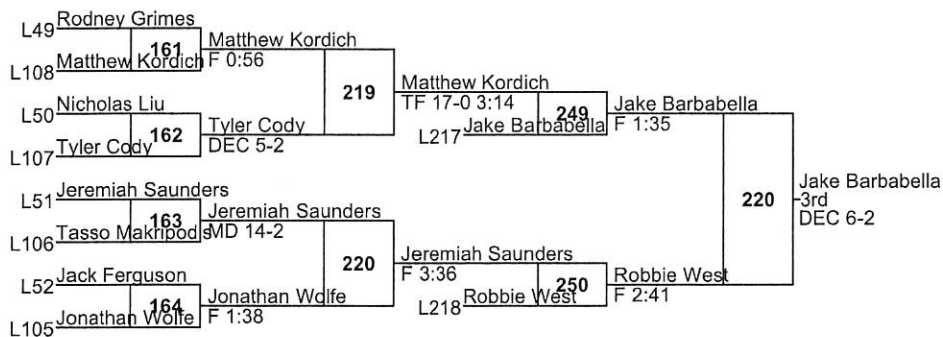 Rodney Grimes
L49
161
Matthew Kordich
F 0:56
L108
Matthew Kordich
219
Matthew Kordich
TF 17-0 3:14
Nicholas Liu
L50
162
Tyler Cody
DEC 5-2
L107
Tyler Cody
249
Jake Barbabella
F 1:35
L217
Jake Barbabella
Jeremiah Saunders
L51
163
Jeremiah Saunders
MD 14-2
L106
Tasso Makripodis
220
Jeremiah Saunders
F 3:36
Jack Ferguson
L52
164
Jonathan Wolfe
F 1:38
L105
Jonathan Wolfe
250
Robbie West
F 2:41
L218
Robbie West
220
Jake Barbabella
3rd
DEC 6-2